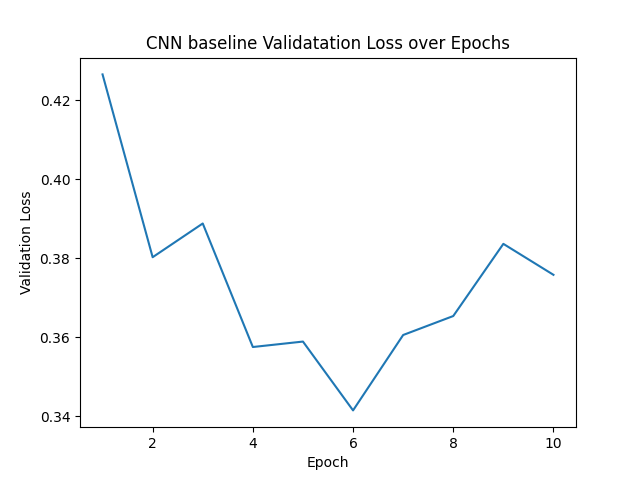 CNN baseline Validatation Loss over Epochs
0.42
0.40
0.38
0.36
0.34
Validation Loss
2 4 6 8 10
Epoch